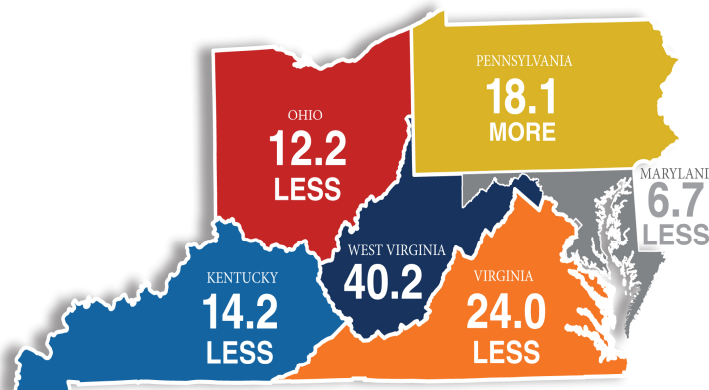 PENNSYLVANIA
18.1
MORE
OHIO
12.2
LESS
MARYLANI
6.7
LESS
WEST VIRGINIA
40.2
KENTUCKY
14.2
LESS
VIRGINIA
24.0
LESS